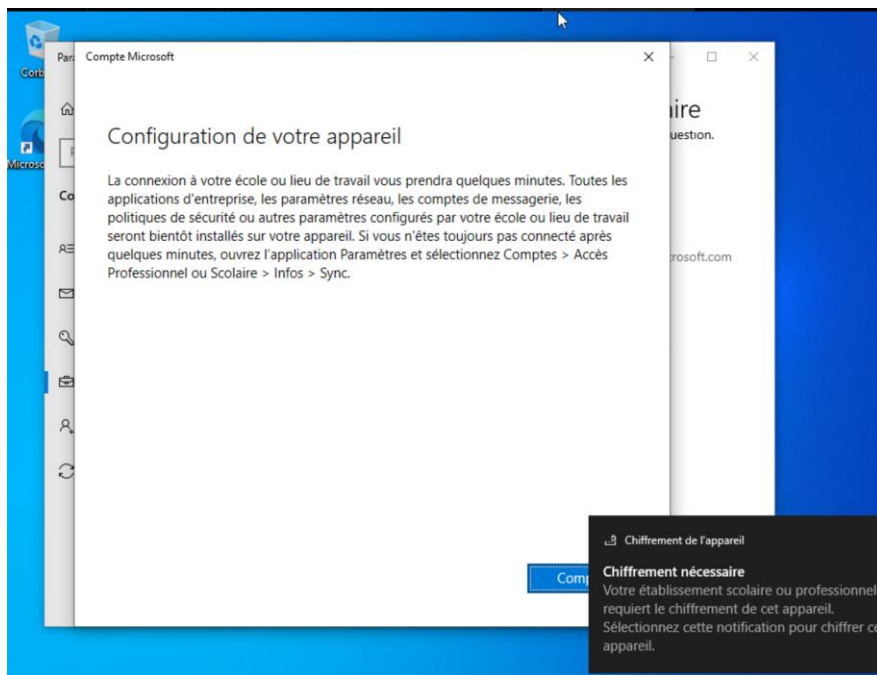 Compte Microsoft
Configuration de votre appareil
La connexion à votre école ou lieu de travail vous prendra quelques minutes. Toutes les
applications d'entreprise, les paramètres réseau, les comptes de messagerie, les
politiques de sécurité ou autres paramètres configurés par votre école ou lieu de travail
seront bientôt installés sur votre appareil. Si vous n'êtes toujours pas connecté après
quelques minutes, ouvrez l'application Paramètres et sélectionnez Comptes > Accès
Professionnel ou Scolaire > Infos > Sync.
Corb
Microso
Par
Co
ire
uestion.
rosoft.com
Comp
Chiffrement de l'appareil
Chiffrement nécessaire
Votre établissement scolaire ou professionnel
requiert le chiffrement de cet appareil.
Sélectionnez cette notification pour chiffrer ce
appareil.